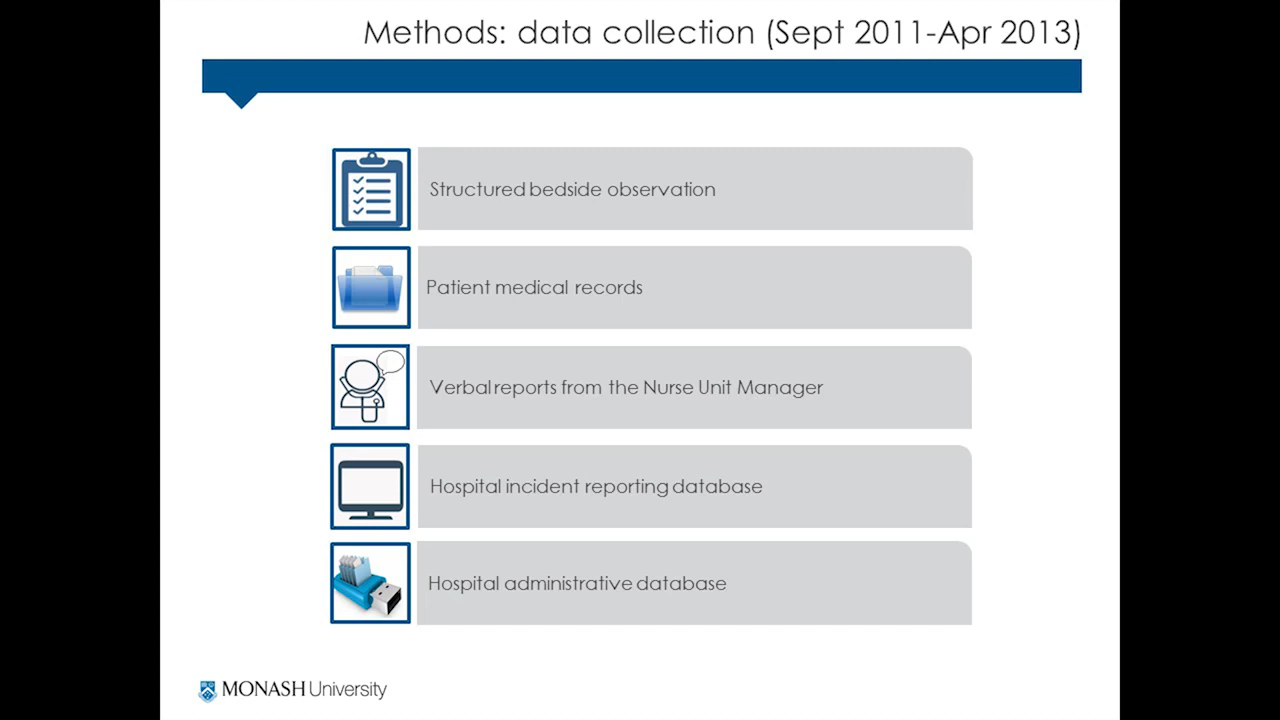 Methods: data collection (Sept 2011-Apr 2013)
Structured bedside observation
Patient medical records
Verbal reports from the Nurse Unit Manager
Hospital incident reporting database
Hospital administrative database
MONASH University